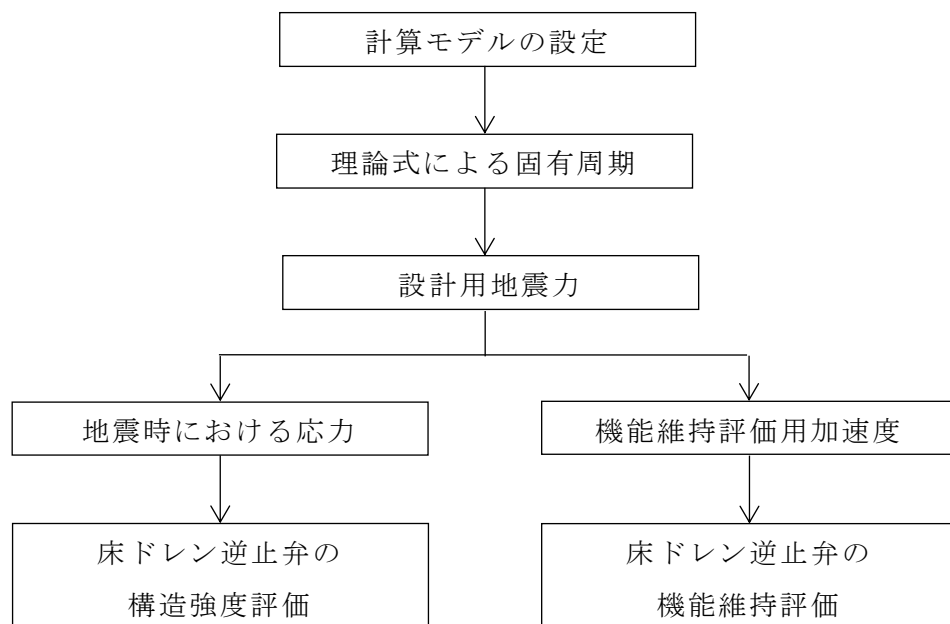 計算モデルの設定
理論式による固有周期
設計用地震力
地震時における応力
機能維持評価用加速度
床ドレン逆止弁の
構造強度評価
床ドレン逆止弁の
機能維持評価